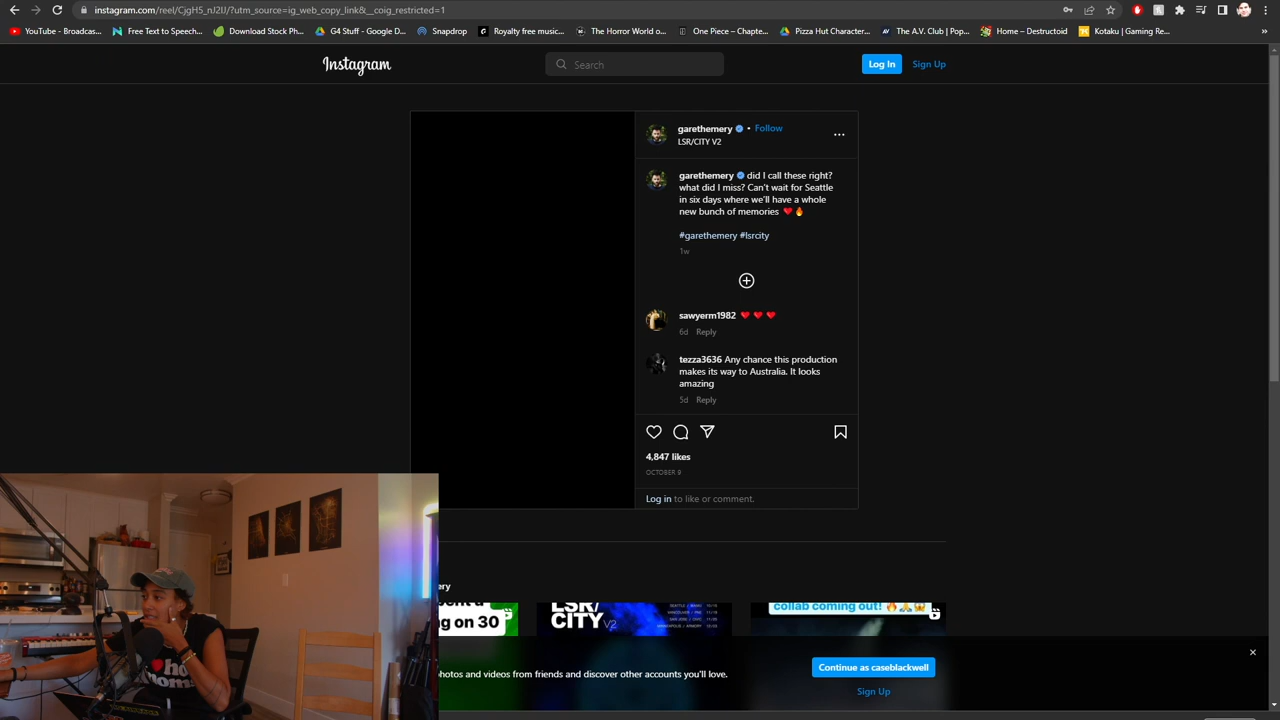 instagram.com/reel/CjgH5_nJ2IJ/?utm_source=ig_web_copy_link&__coig_restricted=1
YouTube - Broadcas...
Free Text to Speech...
Download Stock Ph...
G4 Stuff - Google D...
Snapdrop
Royalty free music...
The Horror World o...
One Piece – Chapte...
Pizza Hut Character...
The A.V. Club | Pop...
Home – Destructoid
Kotaku | Gaming Re...
Instagram
Search
Log In
Sign Up
garethemery • Follow
LSR/CITY V2
garethemery did I call these right?
what did I miss? Can't wait for Seattle
in six days where we'll have a whole
new bunch of memories ❤️🔥
#garethemery #lsrcity
1w
sawyerm1982 ❤️ ❤️ ❤️
6d Reply
tezza3636 Any chance this production
makes its way to Australia. It looks
amazing
5d Reply
4,847 likes
OCTOBER 9
Log in to like or comment.
ery
ng on 30
LSR/
CITY V2
collab coming out! 🔥🙏😱
hotos and videos from friends and discover other accounts you'll love.
Continue as caseblackwell
Sign Up